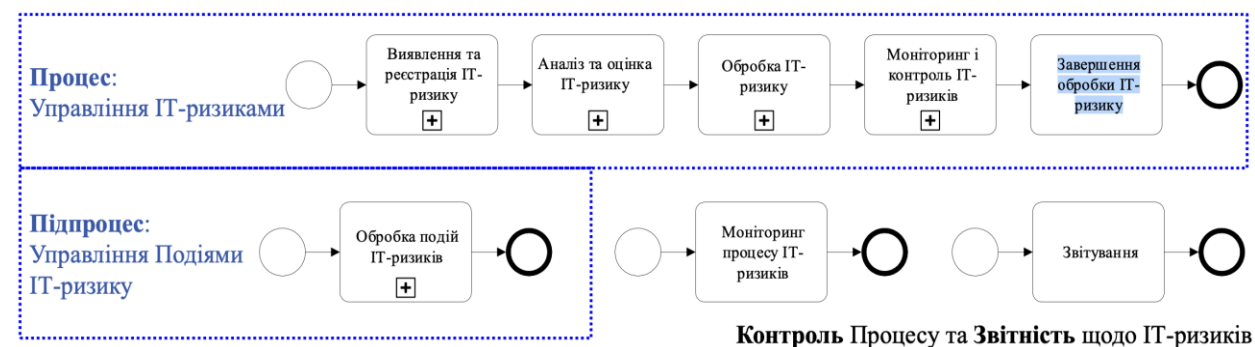 Процес:
Управління ІТ-ризиками
Виявлення та
реєстрація ІТ-
ризику
Аналіз та оцінка
ІТ-ризику
Обробка ІТ-
ризику
Моніторинг і
контроль ІТ-
ризиків
Завершення
обробки ІТ-
ризику
Підпроцес:
Управління Подіями
ІТ-ризику
Обробка подій
ІТ-ризиків
Моніторинг
процесу ІТ-
ризиків
Звітування
Контроль Процесу та Звітність щодо ІТ-ризиків